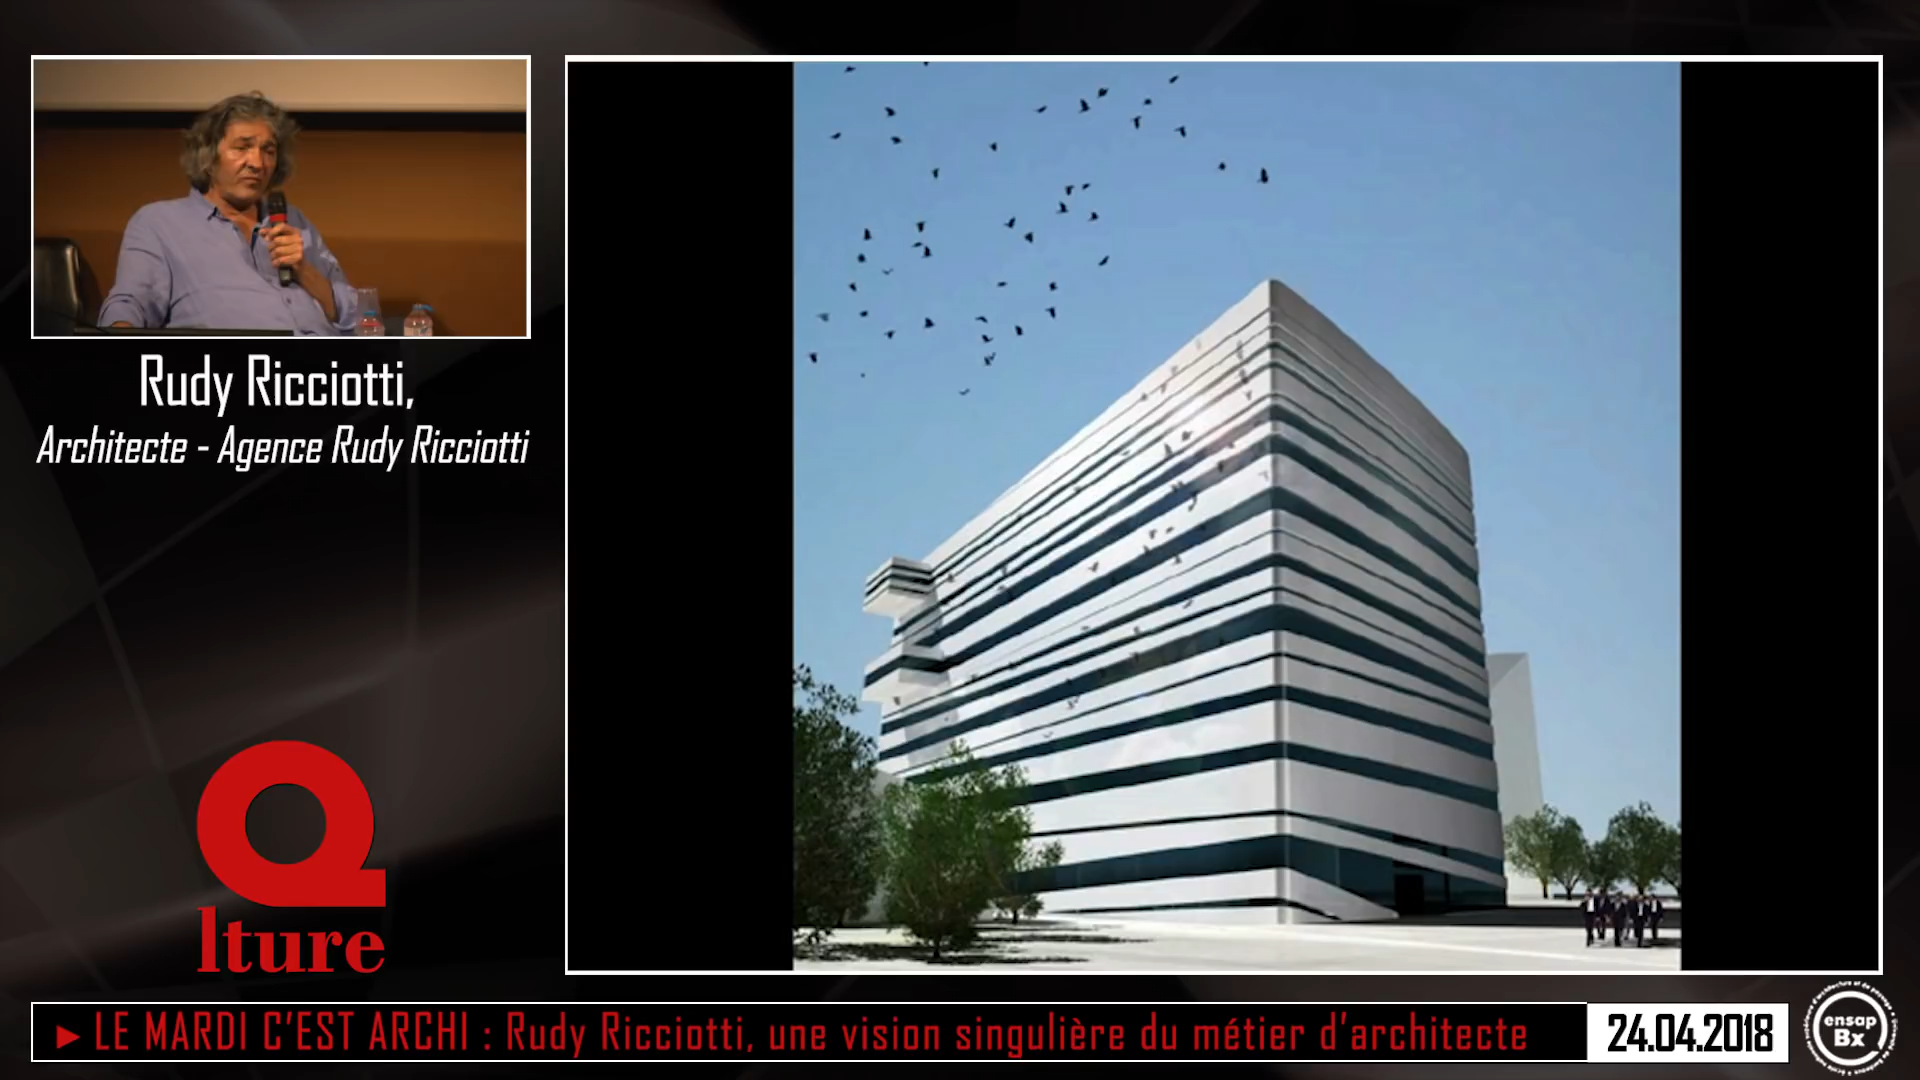 Rudy Ricciotti,
Architecte - Agence Rudy Ricciotti
Qlture
► LE MARDI C'EST ARCHI : Rudy Ricciotti, une vision singulière du métier d'architecte
24.04.2018
ensap
Bx